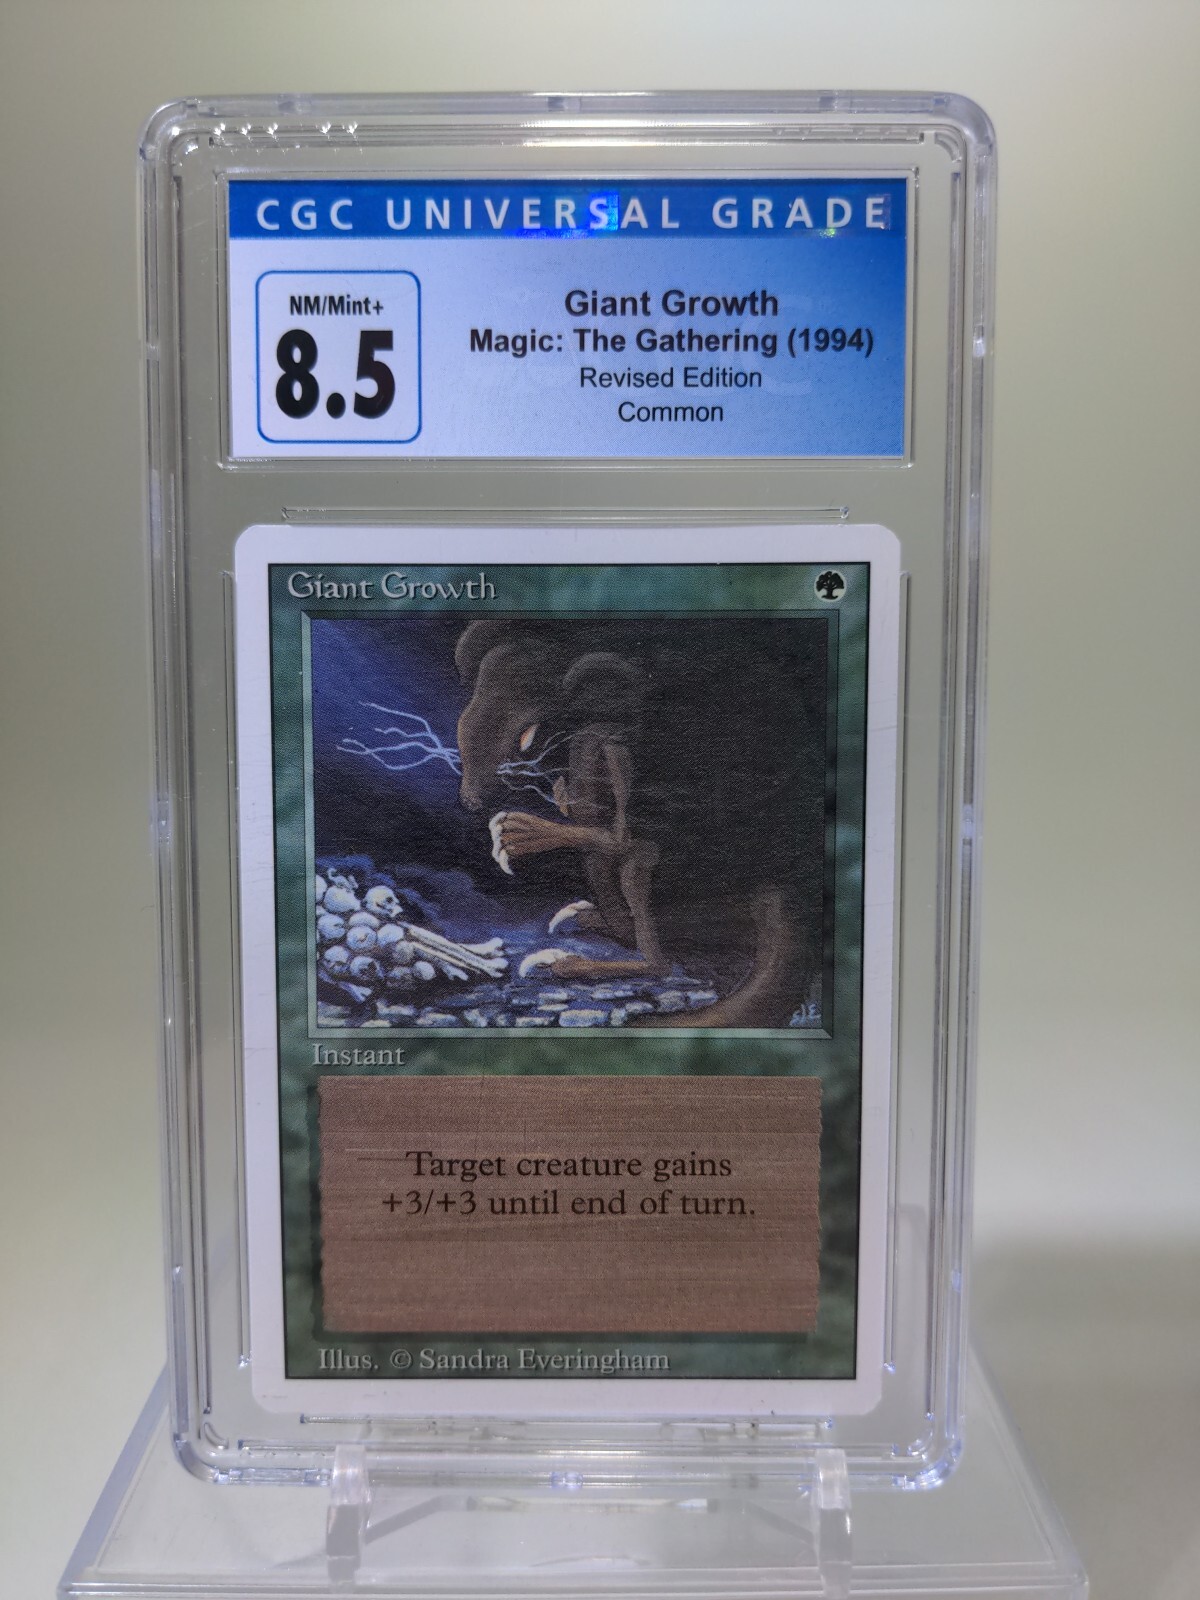 CGC UNIVERSAL GRADE
NM/Mint+
8.5
Giant Growth
Magic: The Gathering (1994)
Revised Edition
Common
Giant Growth
SJE
Instant
Target creature gains
+3/+3 until end of turn.
Illus. © Sandra Everingham